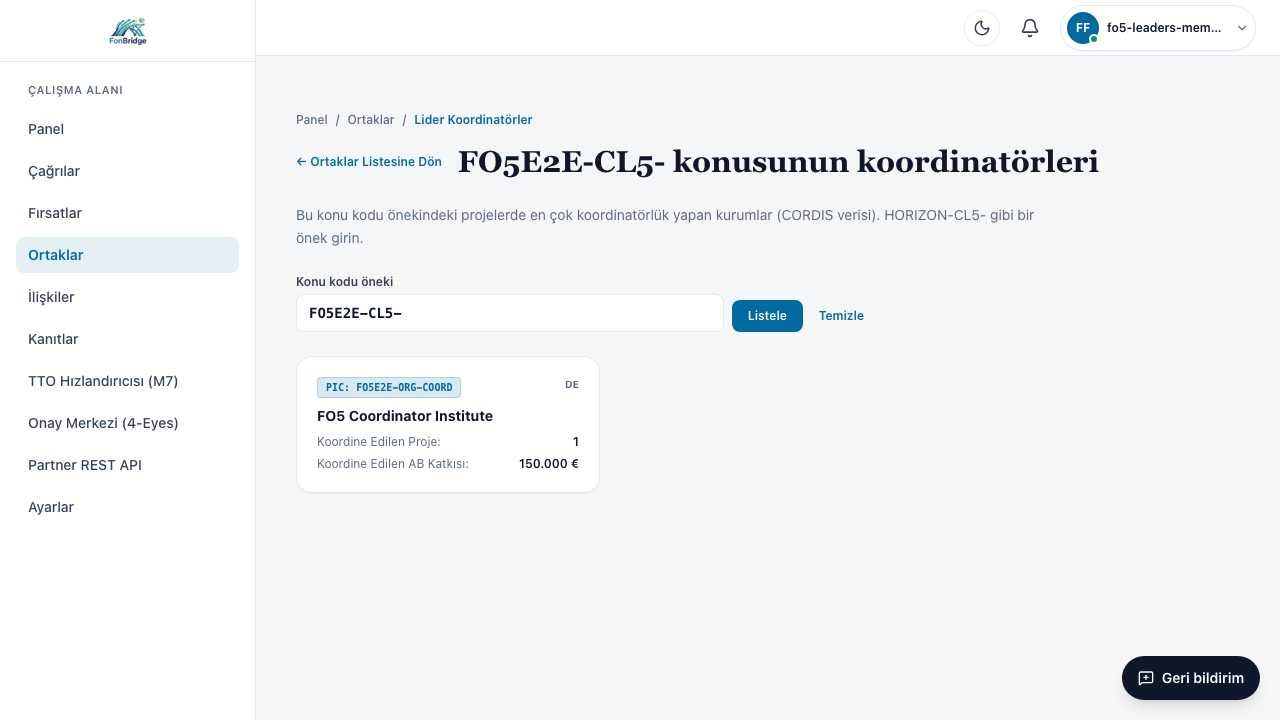 FonBridge
FF
fo5-leaders-mem...
ÇALIŞMA ALANI
Panel
Çağrılar
Fırsatlar
Ortaklar
İlişkiler
Kanıtlar
TTO Hızlandırıcısı (M7)
Onay Merkezi (4-Eyes)
Partner REST API
Ayarlar
Panel / Ortaklar / Lider Koordinatörler
← Ortaklar Listesine Dön
FO5E2E-CL5- konusunun koordinatörleri
Bu konu kodu önekindeki projelerde en çok koordinatörlük yapan kurumlar (CORDIS verisi). HORIZON-CL5- gibi bir
önek girin.
Konu kodu öneki
FO5E2E-CL5-
Listele
Temizle
PIC: FO5E2E-ORG-COORD
DE
FO5 Coordinator Institute
Koordine Edilen Proje: 1
Koordine Edilen AB Katkısı: 150.000 €
Geri bildirim